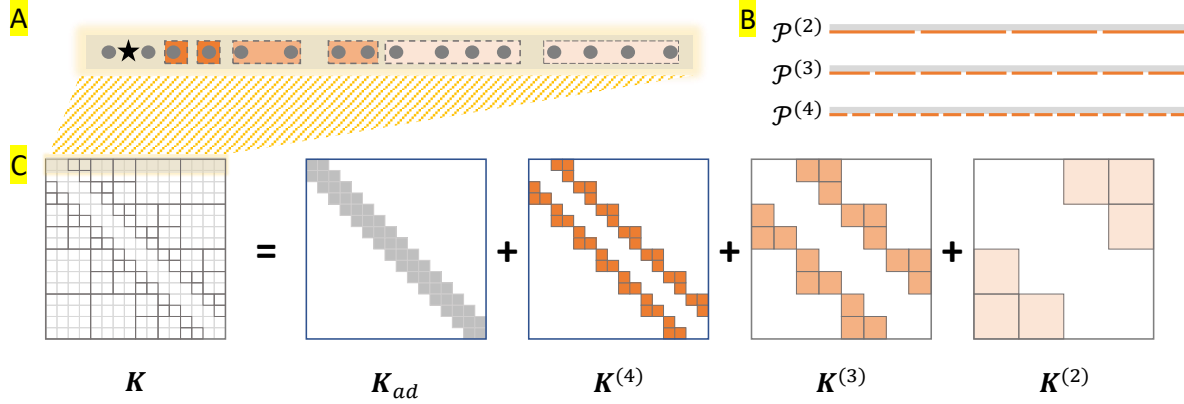 A
B
𝒫(2)
𝒫(3)
𝒫(4)
C
= + + +
K K_ad K(4) K(3) K(2)